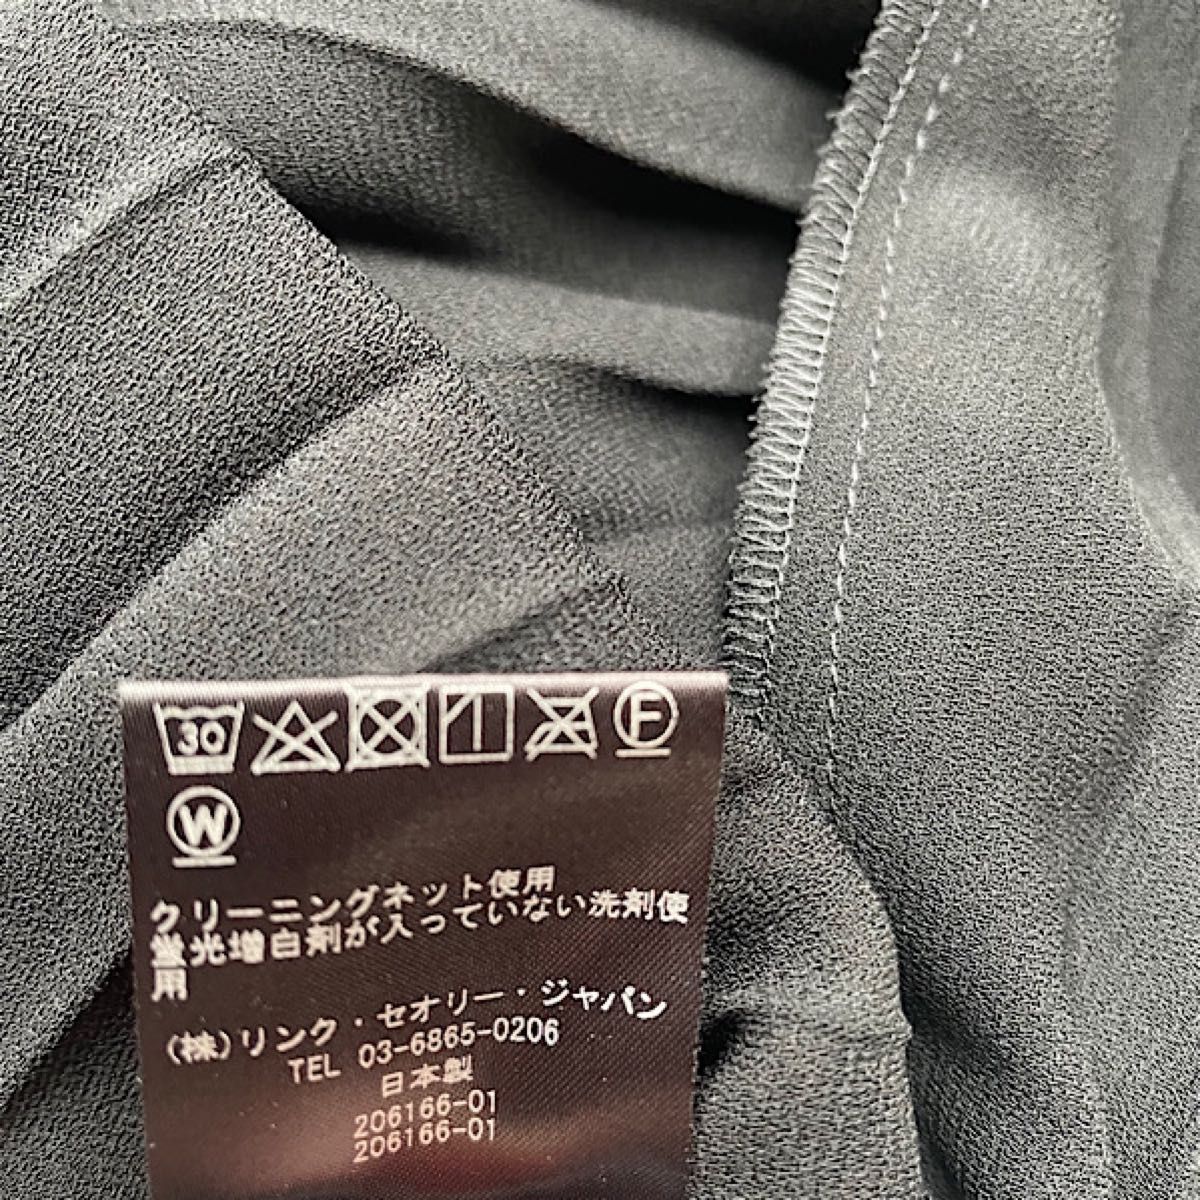 30 F
W
クリーニングネット使用
蛍光増白剤が入っていない洗剤使
用
(株)リンク・セオリー・ジャパン
TEL 03-6865-0206
日本製
206166-01
206166-01